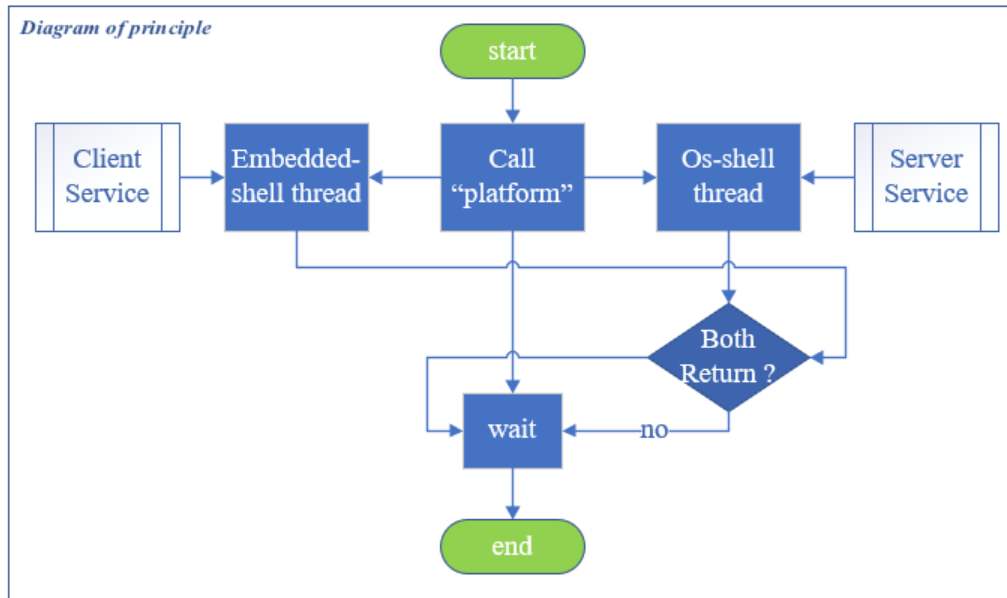 Diagram of principle
start
Client
Service
Embedded-
shell thread
Call
“platform”
Os-shell
thread
Server
Service
Both
Return ?
wait
no
end